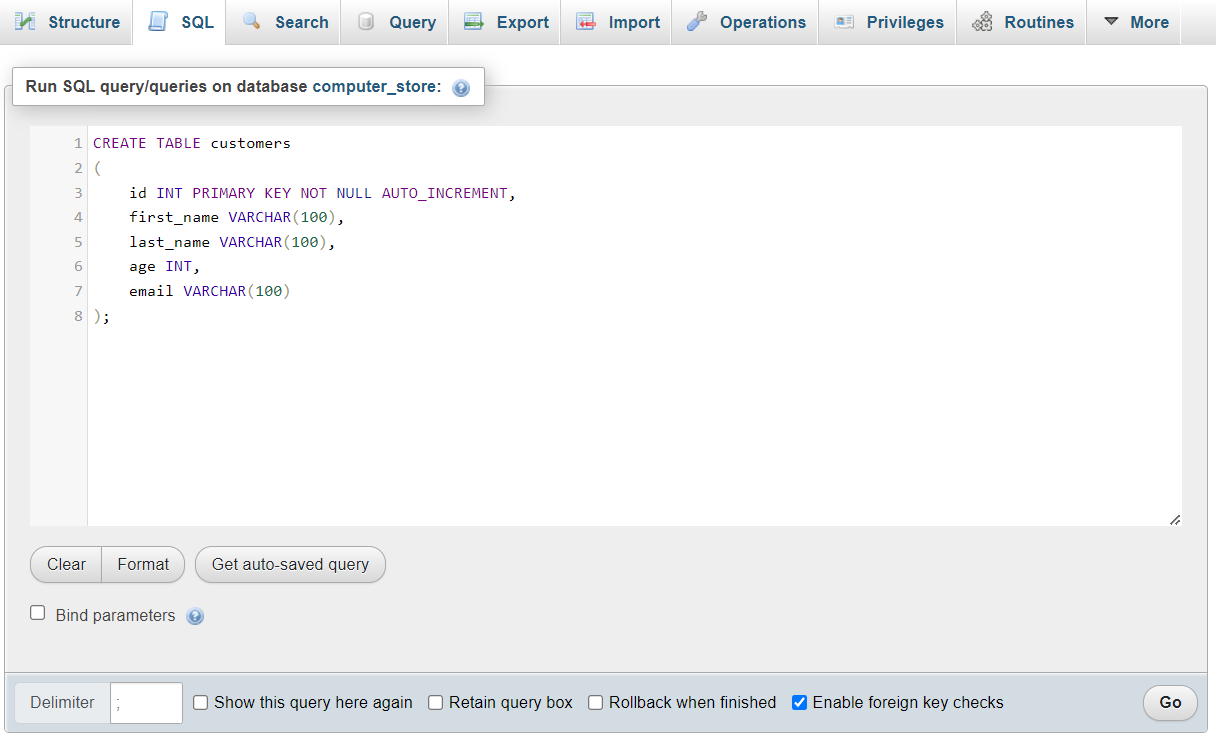 Structure SQL Search Query Export Import Operations Privileges Routines More
Run SQL query/queries on database computer_store:
1 CREATE TABLE customers
2 (
3 id INT PRIMARY KEY NOT NULL AUTO_INCREMENT,
4 first_name VARCHAR(100),
5 last_name VARCHAR(100),
6 age INT,
7 email VARCHAR(100)
8 );
Clear Format Get auto-saved query
Bind parameters
Delimiter ; Show this query here again Retain query box Rollback when finished Enable foreign key checks Go